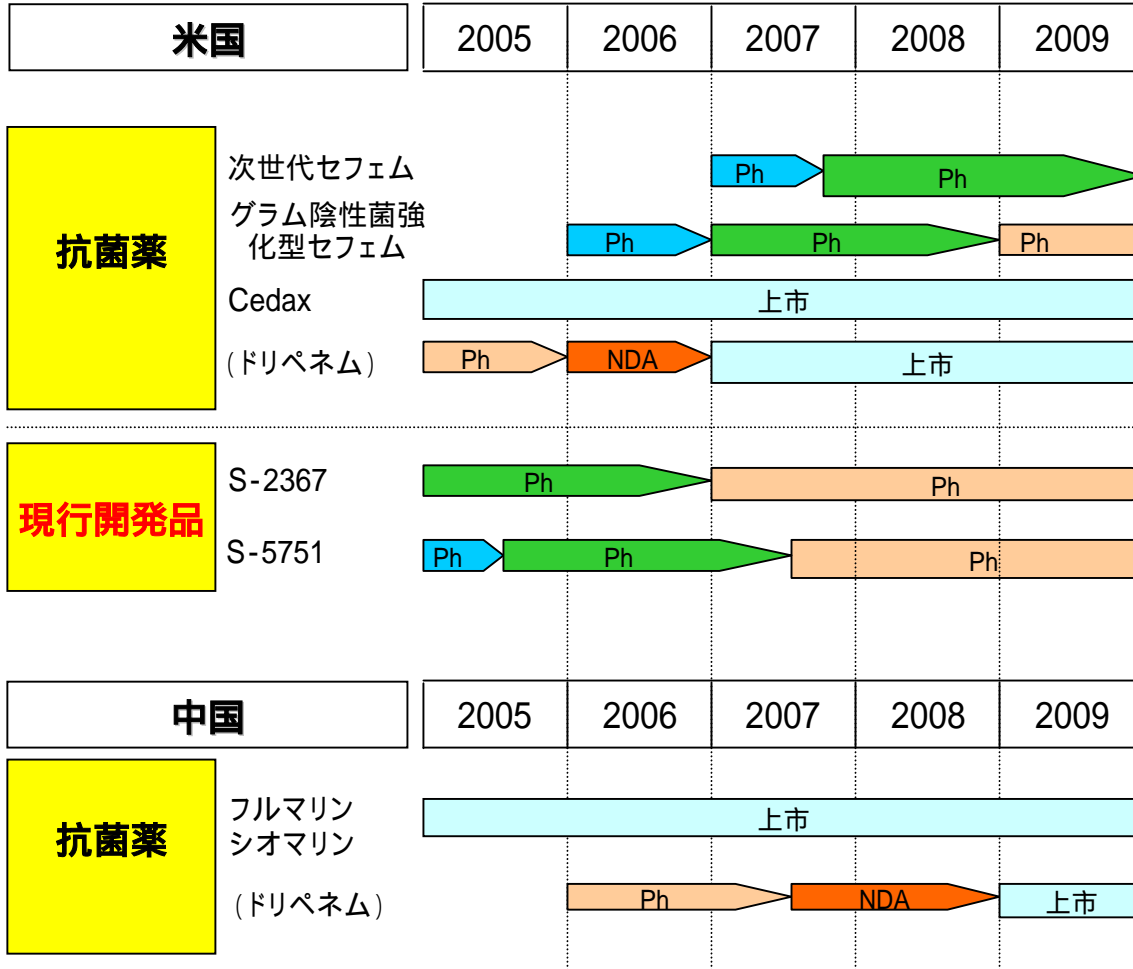 米国
2005 2006 2007 2008 2009
抗菌薬
次世代セフェム
Ph Ph
グラム陰性菌強
化型セフェム
Ph Ph Ph
Cedax
上市
(ドリペネム)
Ph NDA 上市
現行開発品
S-2367
Ph Ph
S-5751
Ph Ph Ph
中国
2005 2006 2007 2008 2009
抗菌薬
フルマリン
シオマリン
上市
(ドリペネム)
Ph NDA 上市